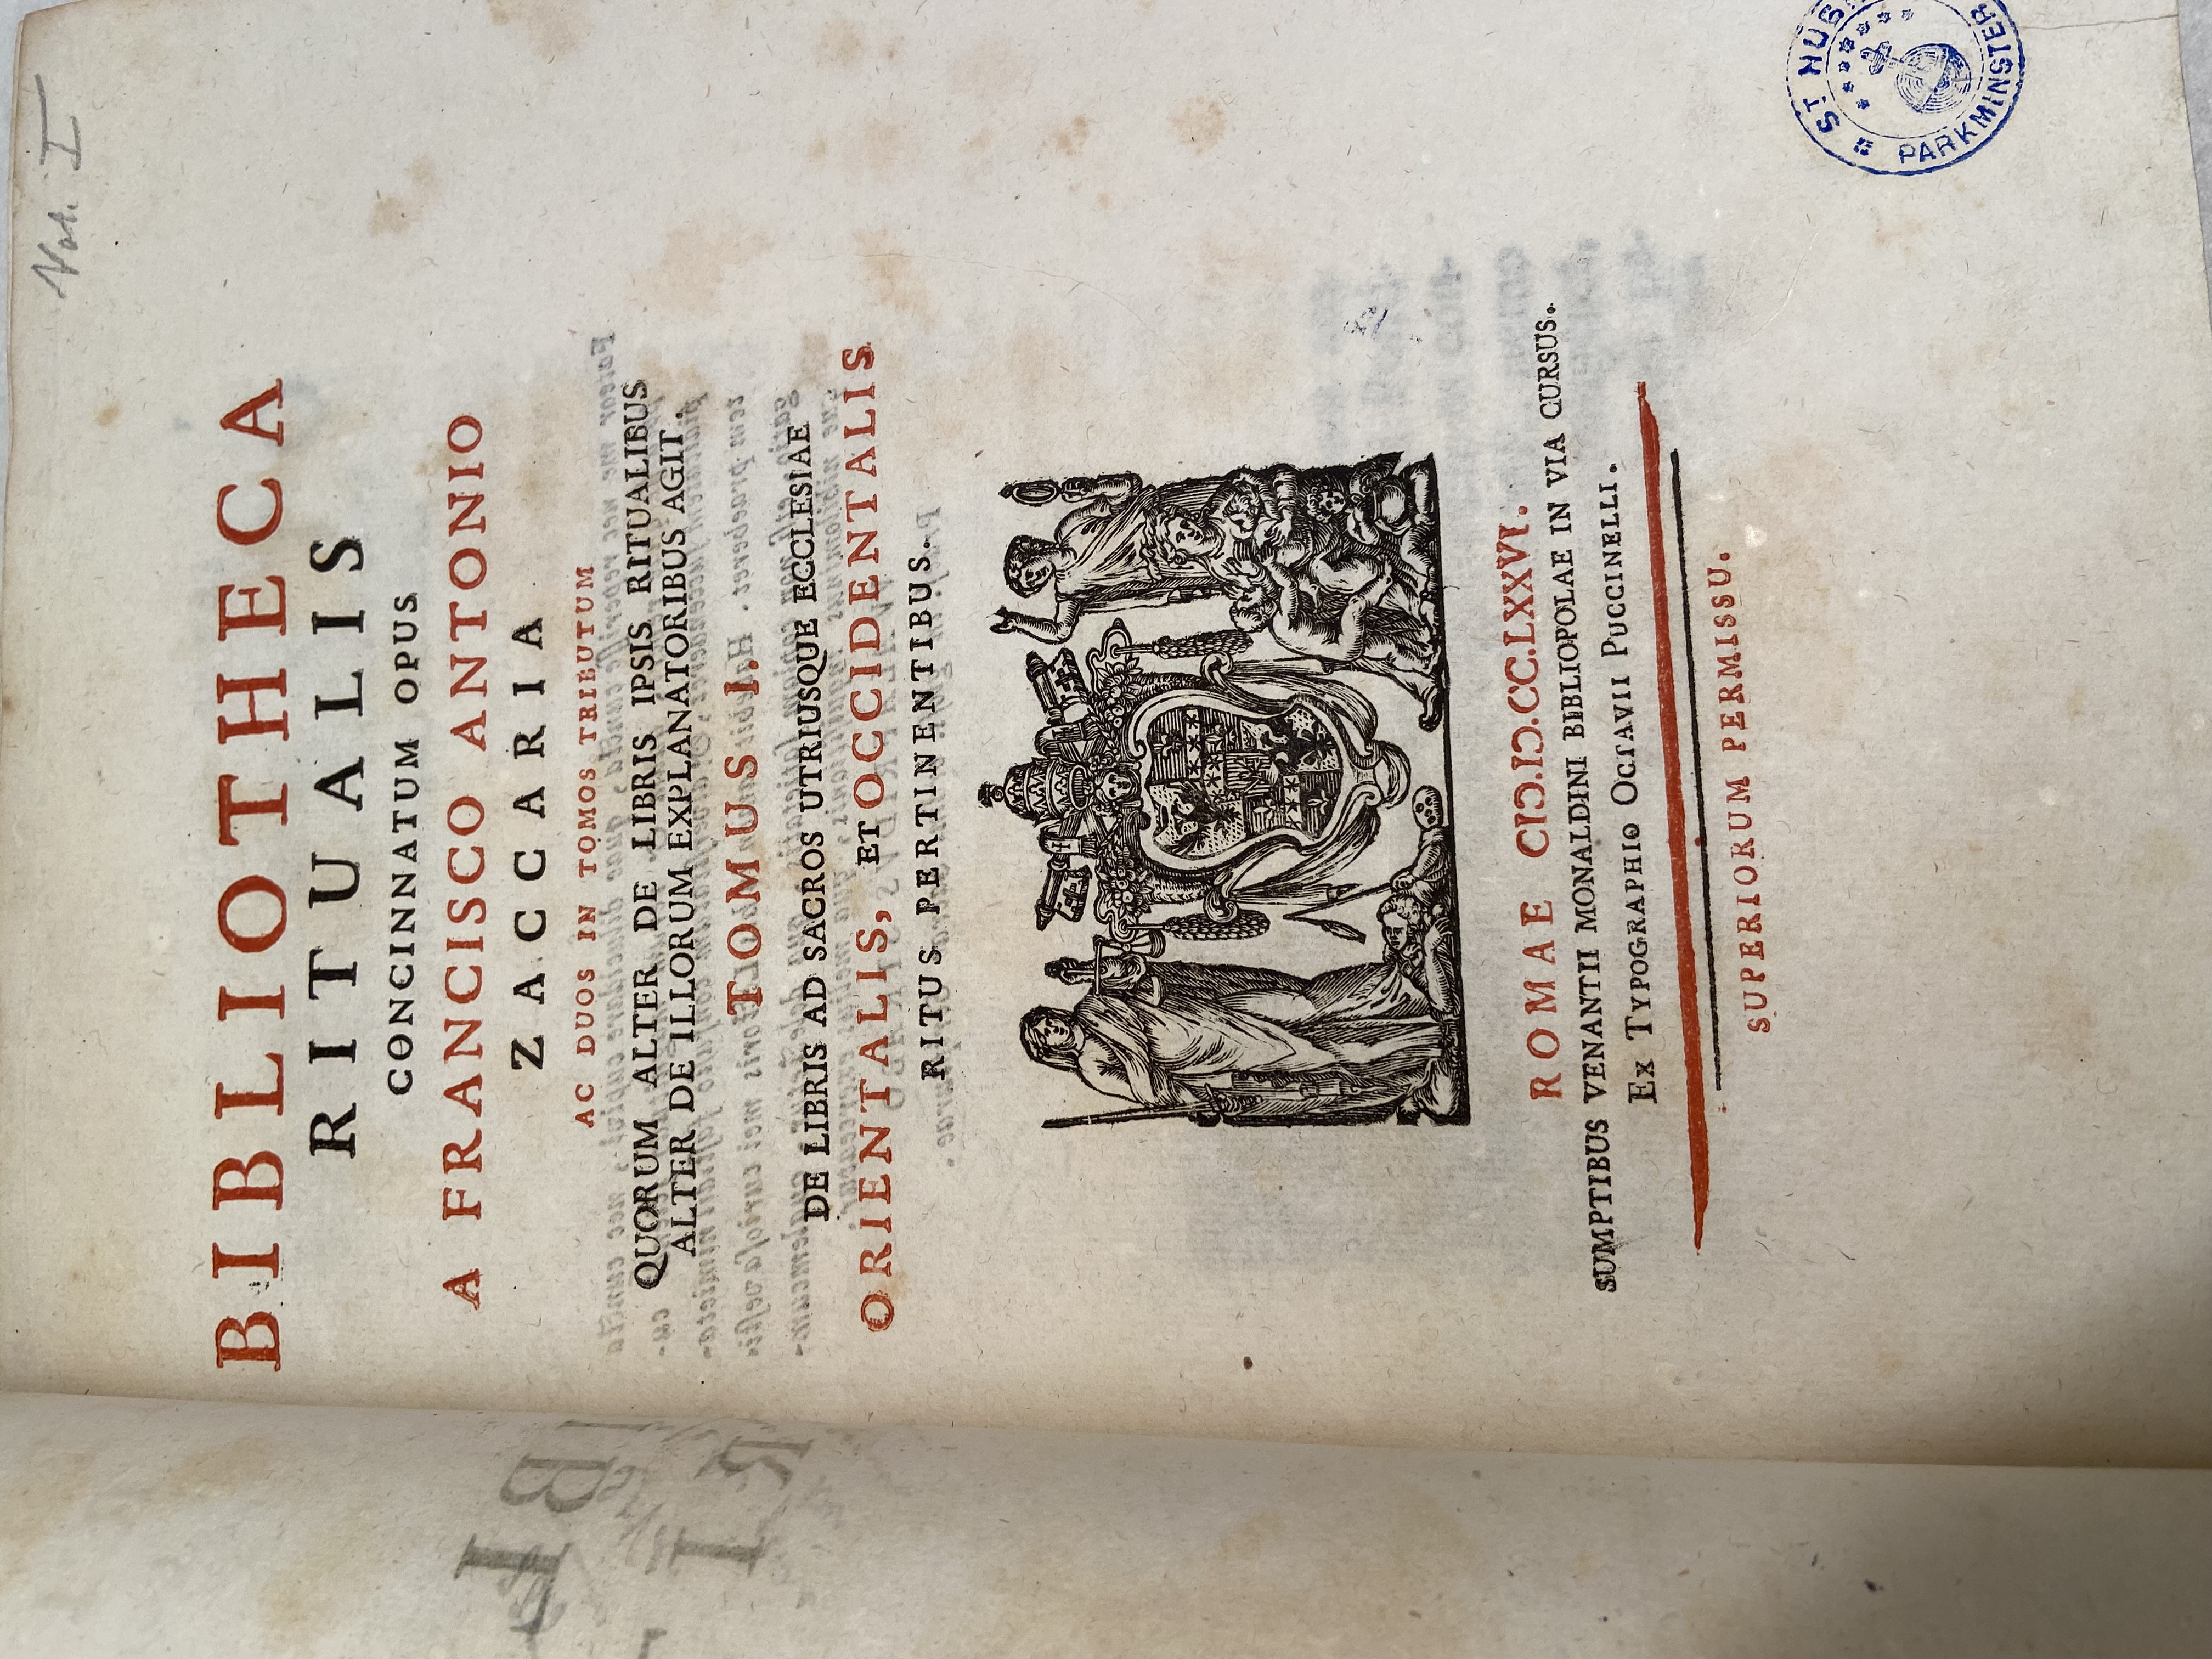 Vol. I
BIBLIOTHECA
RITUALIS
CONCINNATUM OPUS
A FRANCISCO ANTONIO
ZACCARIA
AC DUOS IN TOMOS TRIBUTUM
QUORUM ALTER DE LIBRIS IPSIS RITUALIBUS
ALTER DE ILLORUM EXPLANATORIBUS AGIT.
TOMUS I.
DE LIBRIS AD SACROS UTRIUSQUE ECCLESIAE
ORIENTALIS, ET OCCIDENTALIS
RITUS PERTINENTIBUS.
ROMAE CIƆ.IƆ.CC.LXXVI.
SUMPTIBUS VENANTII MONALDINI BIBLIOPOLAE IN VIA CURSUS.
EX TYPOGRAPHIO OCTAVII PUCCINELLI.
SUPERIORUM PERMISSU.
ST HUGH
PARKMINSTER